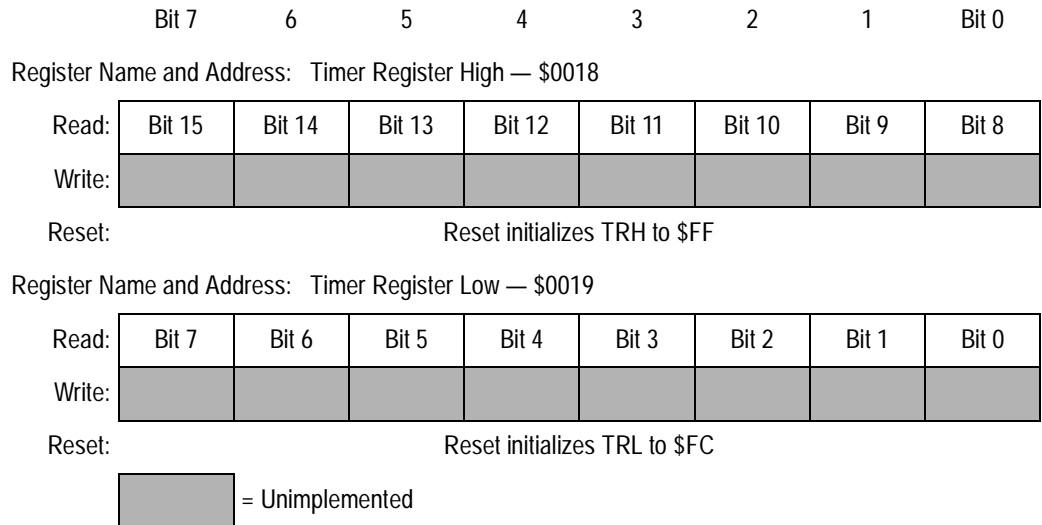 Bit 7 6 5 4 3 2 1 Bit 0
Register Name and Address: Timer Register High — $0018
Read: Bit 15 Bit 14 Bit 13 Bit 12 Bit 11 Bit 10 Bit 9 Bit 8
Write:
Reset: Reset initializes TRH to $FF
Register Name and Address: Timer Register Low — $0019
Read: Bit 7 Bit 6 Bit 5 Bit 4 Bit 3 Bit 2 Bit 1 Bit 0
Write:
Reset: Reset initializes TRL to $FC
= Unimplemented